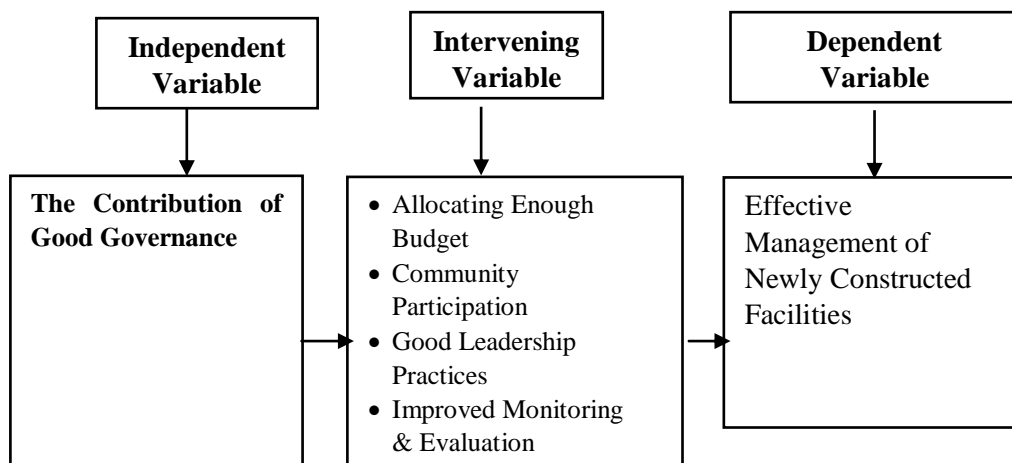 Independent
Variable
Intervening
Variable
Dependent
Variable
The Contribution of
Good Governance
• Allocating Enough
Budget
• Community
Participation
• Good Leadership
Practices
• Improved Monitoring
& Evaluation
Effective
Management of
Newly Constructed
Facilities